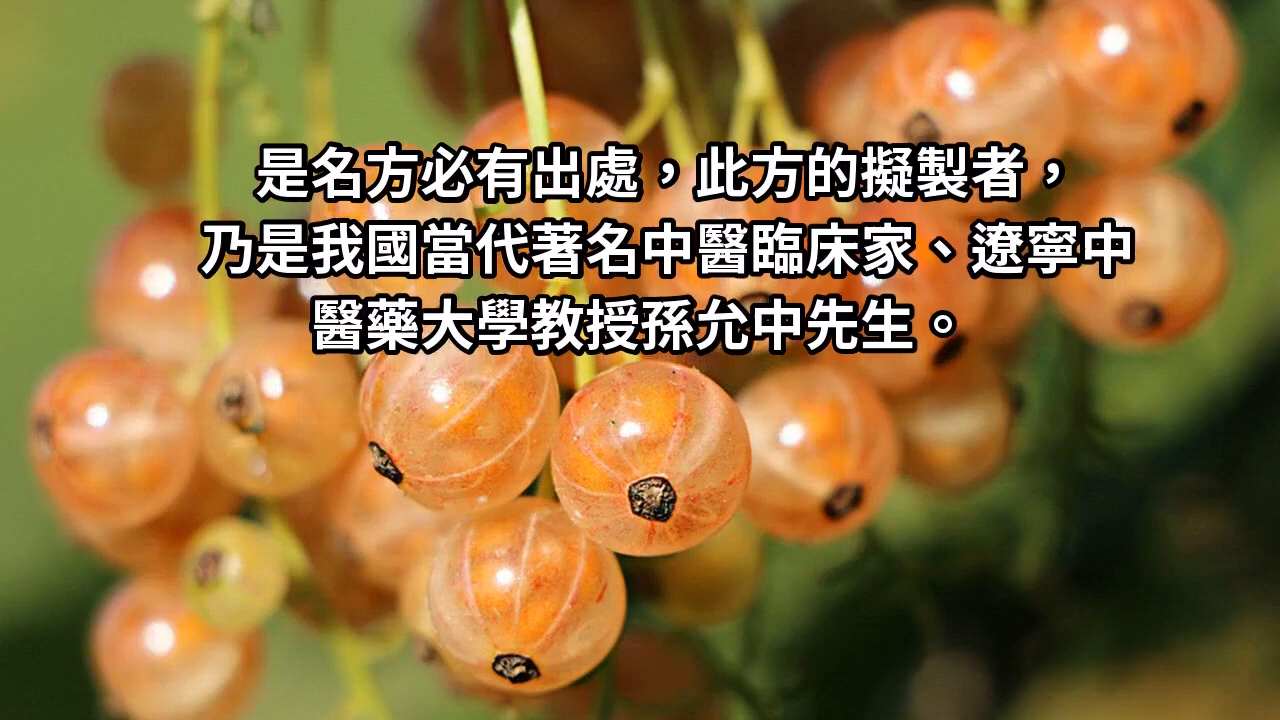 是名方必有出處，此方的擬製者，
乃是我國當代著名中醫臨床家、遼寧中
醫藥大學教授孫允中先生。